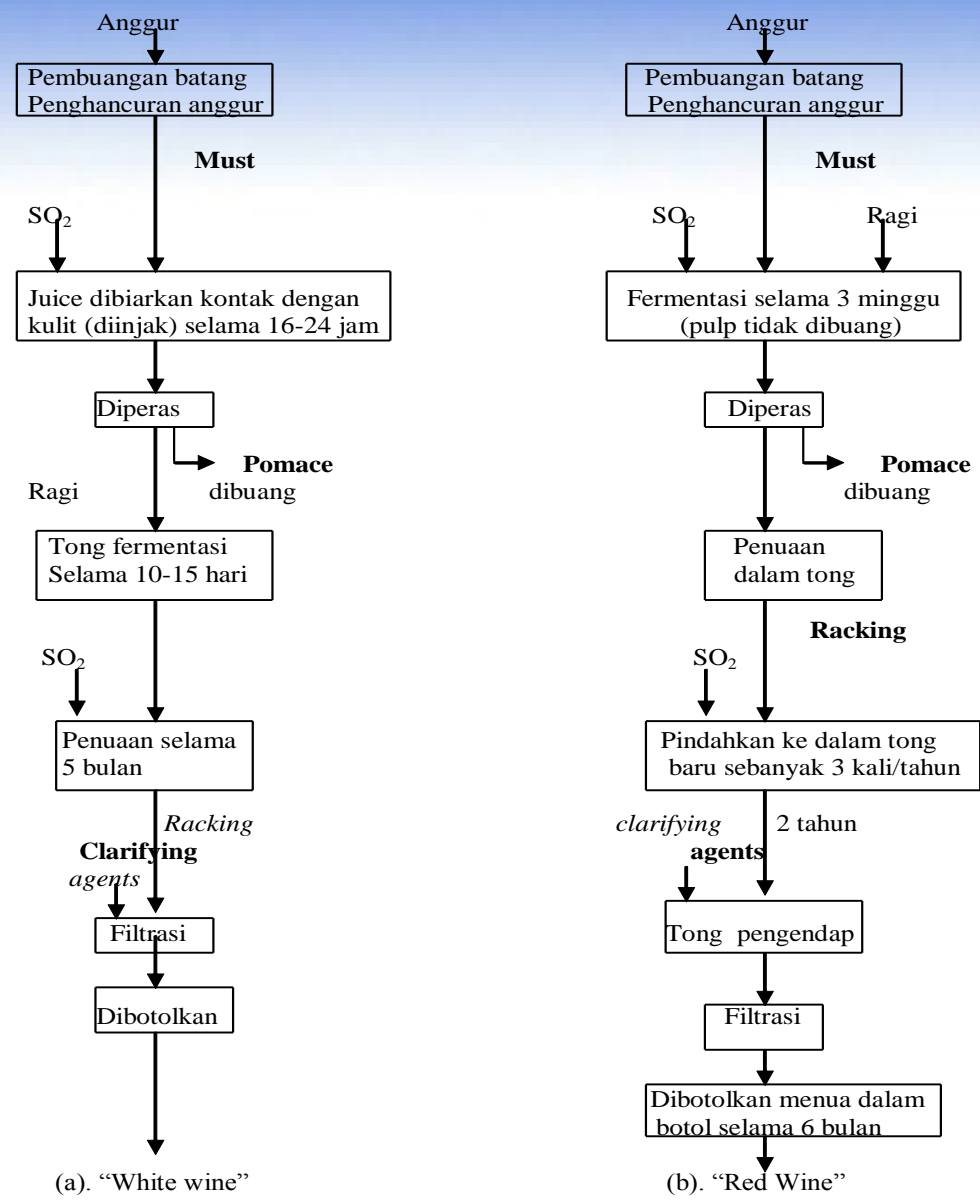 Anggur
Pembuangan batang
Penghancuran anggur
Must
SO₂
Juice dibiarkan kontak dengan
kulit (diinjak) selama 16-24 jam
Diperas
Pomace
dibuang
Ragi
Tong fermentasi
Selama 10-15 hari
SO₂
Penuaan selama
5 bulan
Racking
Clarifying
agents
Filtrasi
Dibotolkan
(a). “White wine”
Anggur
Pembuangan batang
Penghancuran anggur
Must
SO₂
Ragi
Fermentasi selama 3 minggu
(pulp tidak dibuang)
Diperas
Pomace
dibuang
Penuaan
dalam tong
Racking
SO₂
Pindahkan ke dalam tong
baru sebanyak 3 kali/tahun
clarifying
agents
2 tahun
Tong pengendap
Filtrasi
Dibotolkan menua dalam
botol selama 6 bulan
(b). “Red Wine”